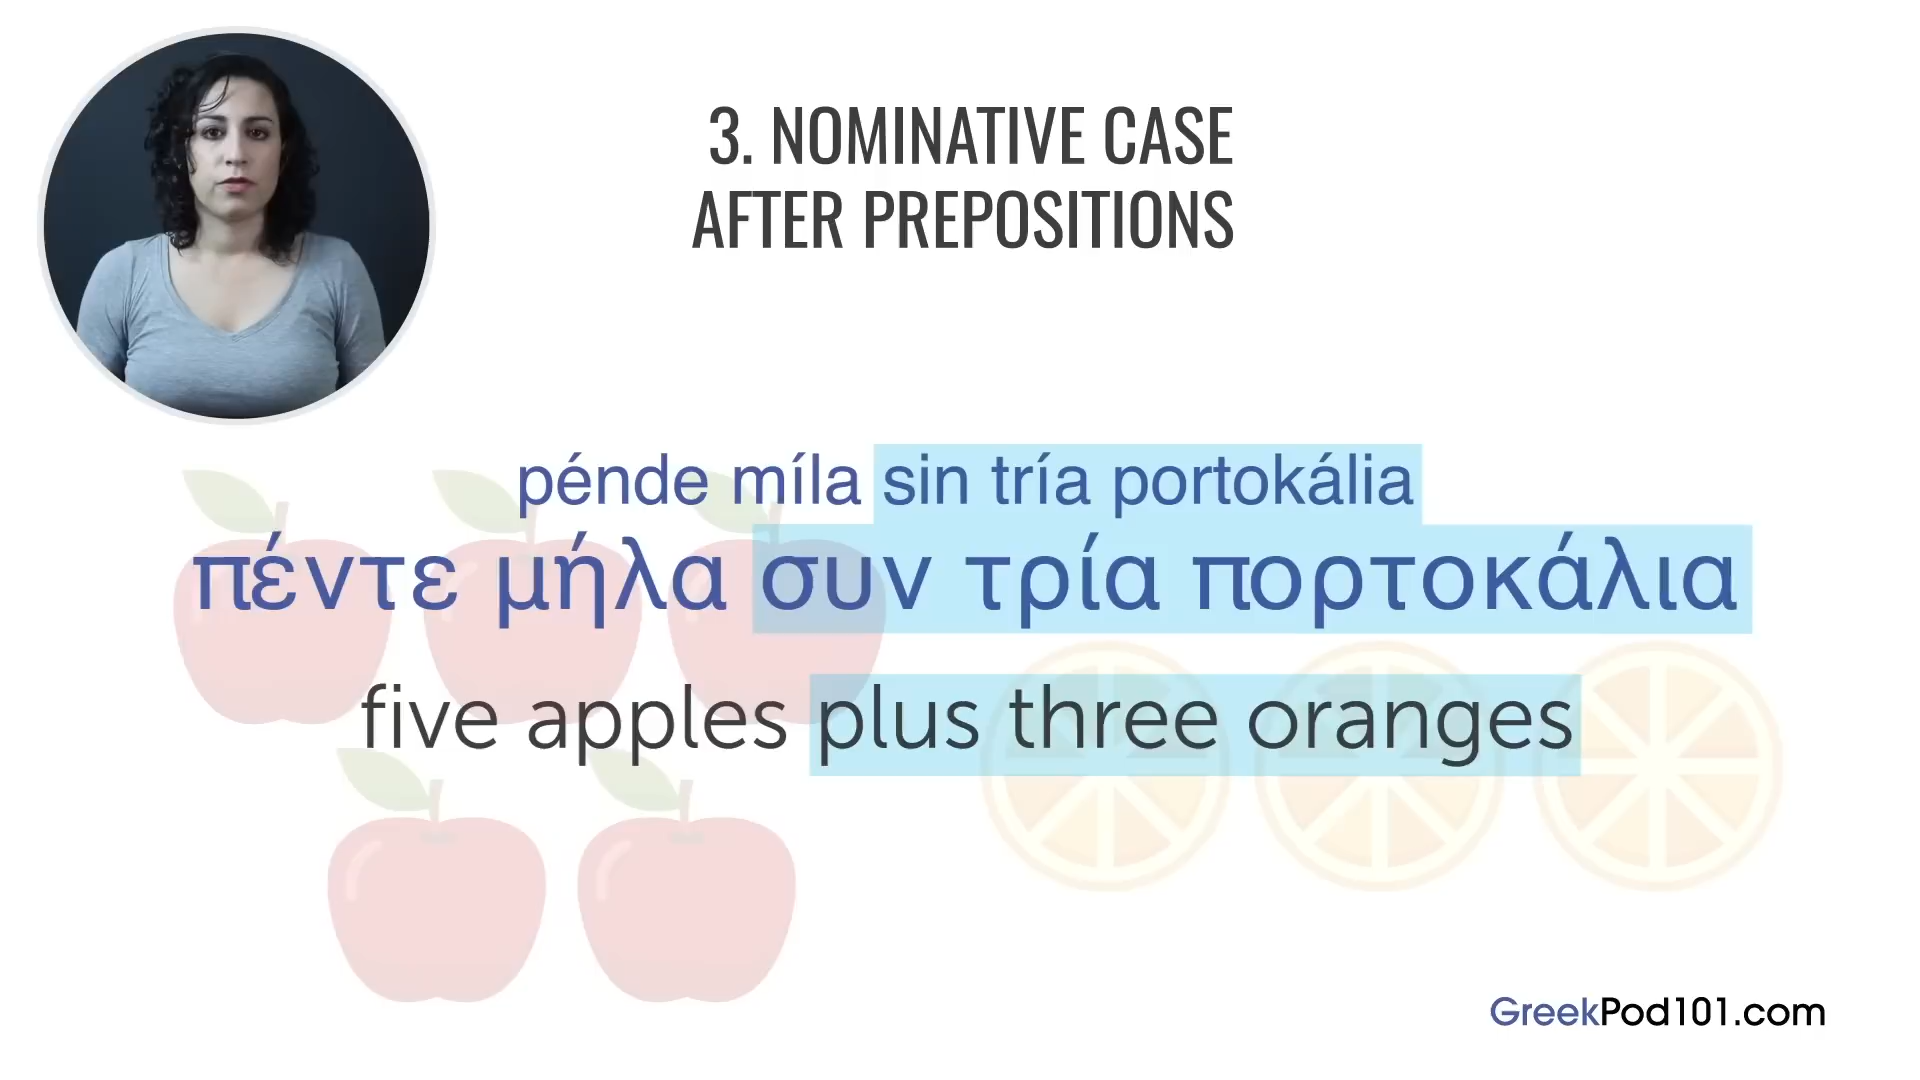 3. NOMINATIVE CASE
AFTER PREPOSITIONS
pénde míla sin tría portokália
πέντε μήλα συν τρία πορτοκάλια
five apples plus three oranges
GreekPod101.com